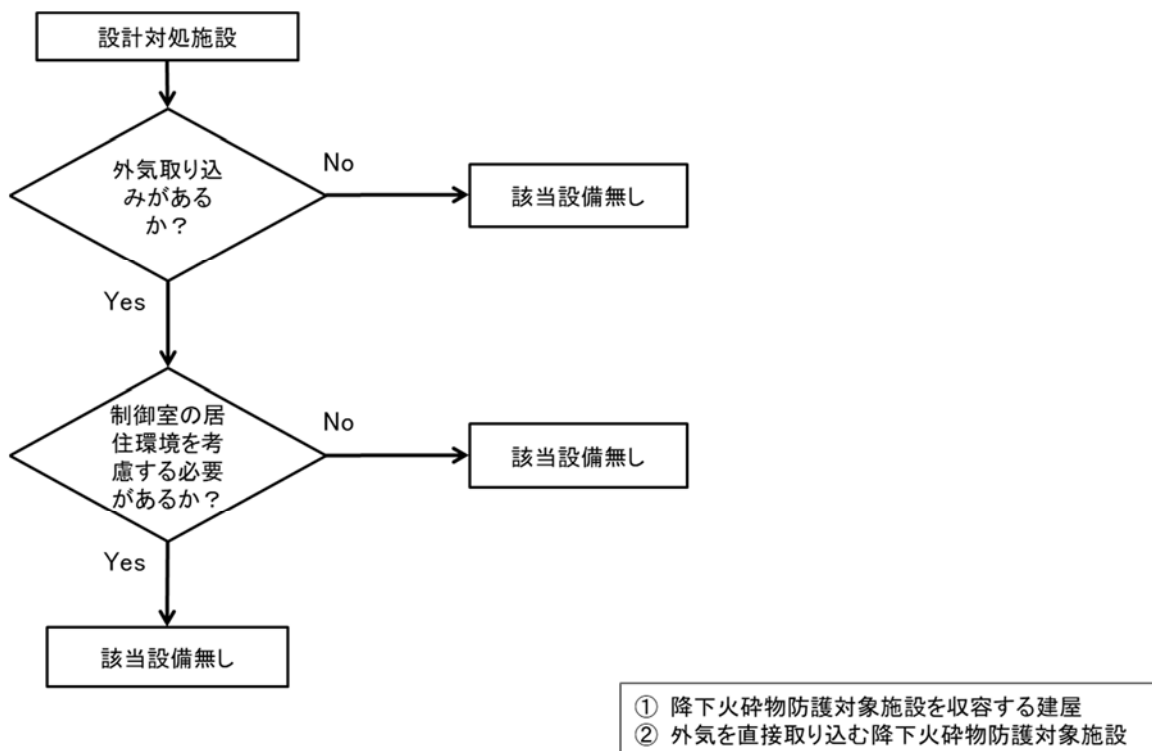 設計対処施設
外気取り込
みがある
か?
No
該当設備無し
Yes
制御室の居
住環境を考
慮する必要
があるか?
No
該当設備無し
Yes
該当設備無し
① 降下火砕物防護対象施設を収容する建屋
② 外気を直接取り込む降下火砕物防護対象施設